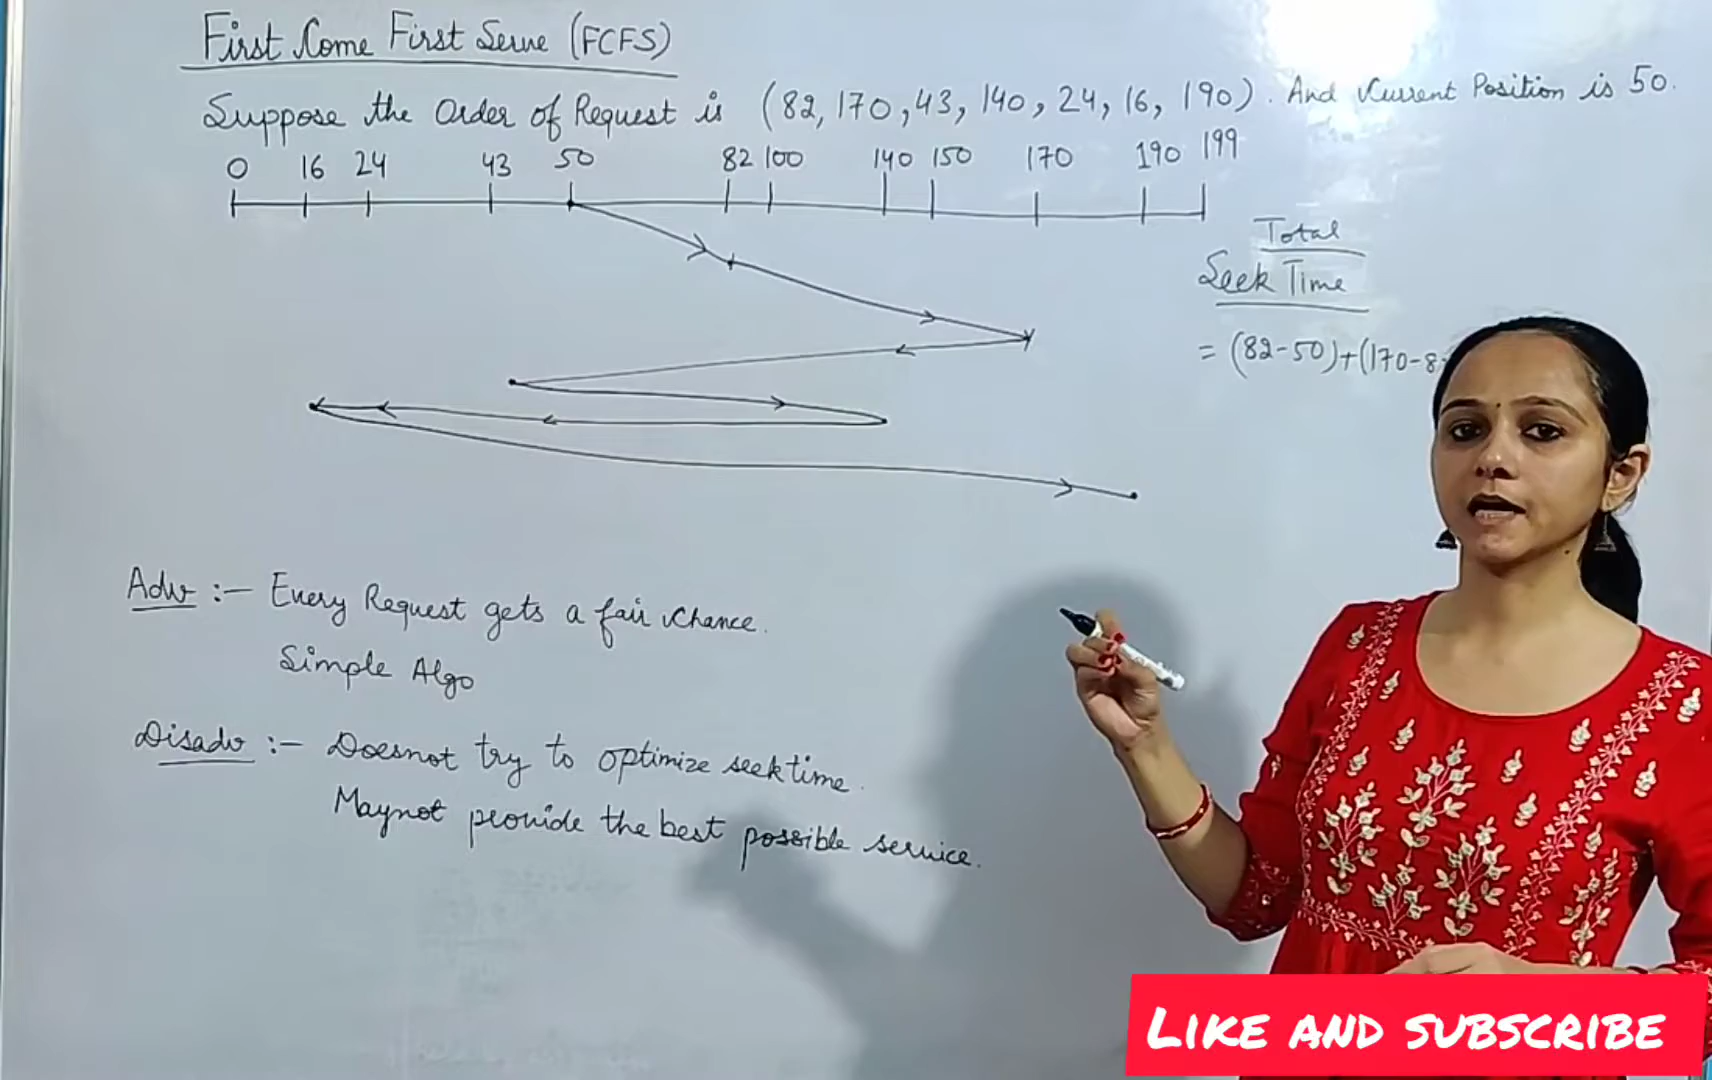 First Come First Serve (FCFS)
Suppose the Order of Request is (82, 170, 43, 140, 24, 16, 190). And Current Position is 50.
0 16 24 43 50 82 100 140 150 170 190 199
Total
Seek Time
= (82-50)+(170-8
Adv :- Every Request gets a fair chance.
Simple Algo
Disadv :- Doesnot try to optimize seek time.
Maynot provide the best possible service.
LIKE AND SUBSCRIBE